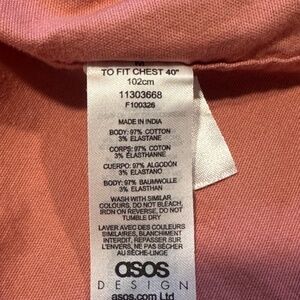 M
TO FIT CHEST 40"
102cm
11303668
F100326
MADE IN INDIA
BODY: 97% COTTON
3% ELASTANE
CORPS: 97% COTON
3% ÉLASTHANNE
CUERPO: 97% ALGODÓN
3% ELASTANO
BODY: 97% BAUMWOLLE
3% ELASTHAN
WASH WITH SIMILAR
COLOURS, DO NOT BLEACH,
IRON ON REVERSE, DO NOT
TUMBLE DRY
LAVER AVEC DES COULEURS
SIMILAIRES, BLANCHIMENT
INTERDIT, REPASSER SUR
L'ENVERS, NE PAS SÉCHER
AU SÈCHE-LINGE
asos
DESIGN
asos.com Ltd